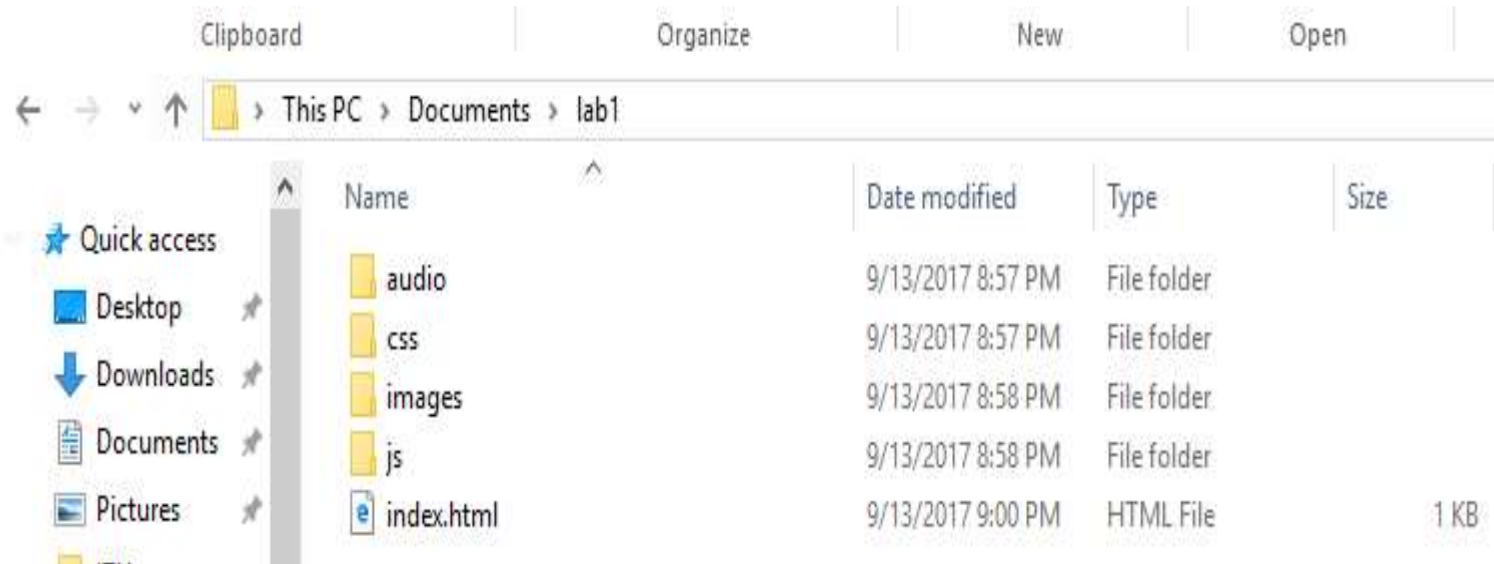 Clipboard Organize New Open
This PC > Documents > lab1
Name Date modified Type Size
Quick access
Desktop
Downloads
Documents
Pictures
audio 9/13/2017 8:57 PM File folder
css 9/13/2017 8:57 PM File folder
images 9/13/2017 8:58 PM File folder
js 9/13/2017 8:58 PM File folder
index.html 9/13/2017 9:00 PM HTML File 1 KB